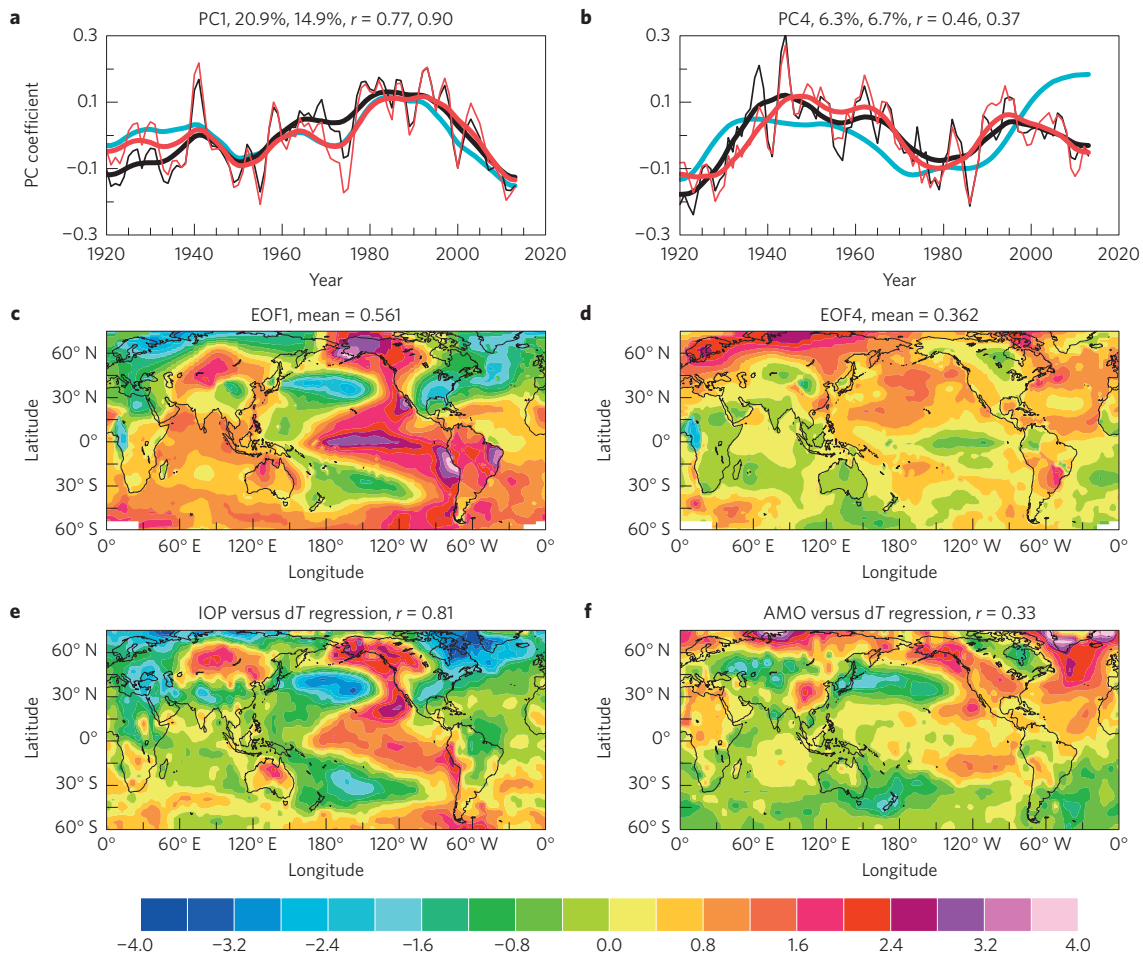 a
PC1, 20.9%, 14.9%, r = 0.77, 0.90
0.3
0.1
−0.1
−0.3
PC coefficient
1920 1940 1960 1980 2000 2020
Year
b
PC4, 6.3%, 6.7%, r = 0.46, 0.37
0.3
0.1
−0.1
−0.3
1920 1940 1960 1980 2000 2020
Year
c
EOF1, mean = 0.561
60° N
30° N
0°
30° S
60° S
Latitude
0° 60° E 120° E 180° 120° W 60° W 0°
Longitude
d
EOF4, mean = 0.362
60° N
30° N
0°
30° S
60° S
Latitude
0° 60° E 120° E 180° 120° W 60° W 0°
Longitude
e
IOP versus dT regression, r = 0.81
60° N
30° N
0°
30° S
60° S
Latitude
0° 60° E 120° E 180° 120° W 60° W 0°
Longitude
f
AMO versus dT regression, r = 0.33
60° N
30° N
0°
30° S
60° S
Latitude
0° 60° E 120° E 180° 120° W 60° W 0°
Longitude
−4.0 −3.2 −2.4 −1.6 −0.8 0.0 0.8 1.6 2.4 3.2 4.0